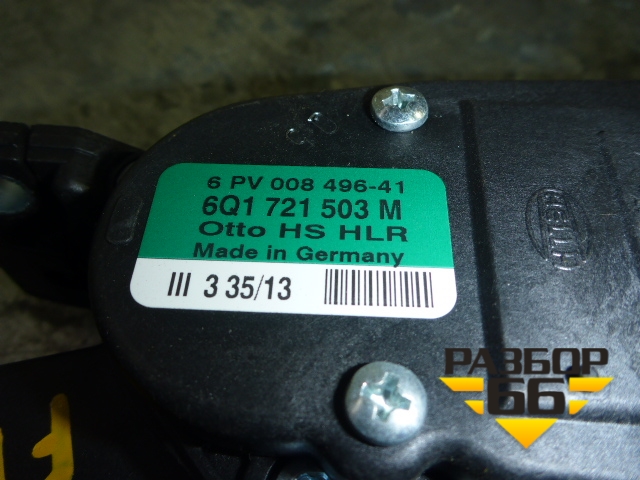 6 PV 008 496-41
6Q1 721 503 M
Otto HS HLR
Made in Germany
III 3 35/13
HELLA
РАЗБОР
66